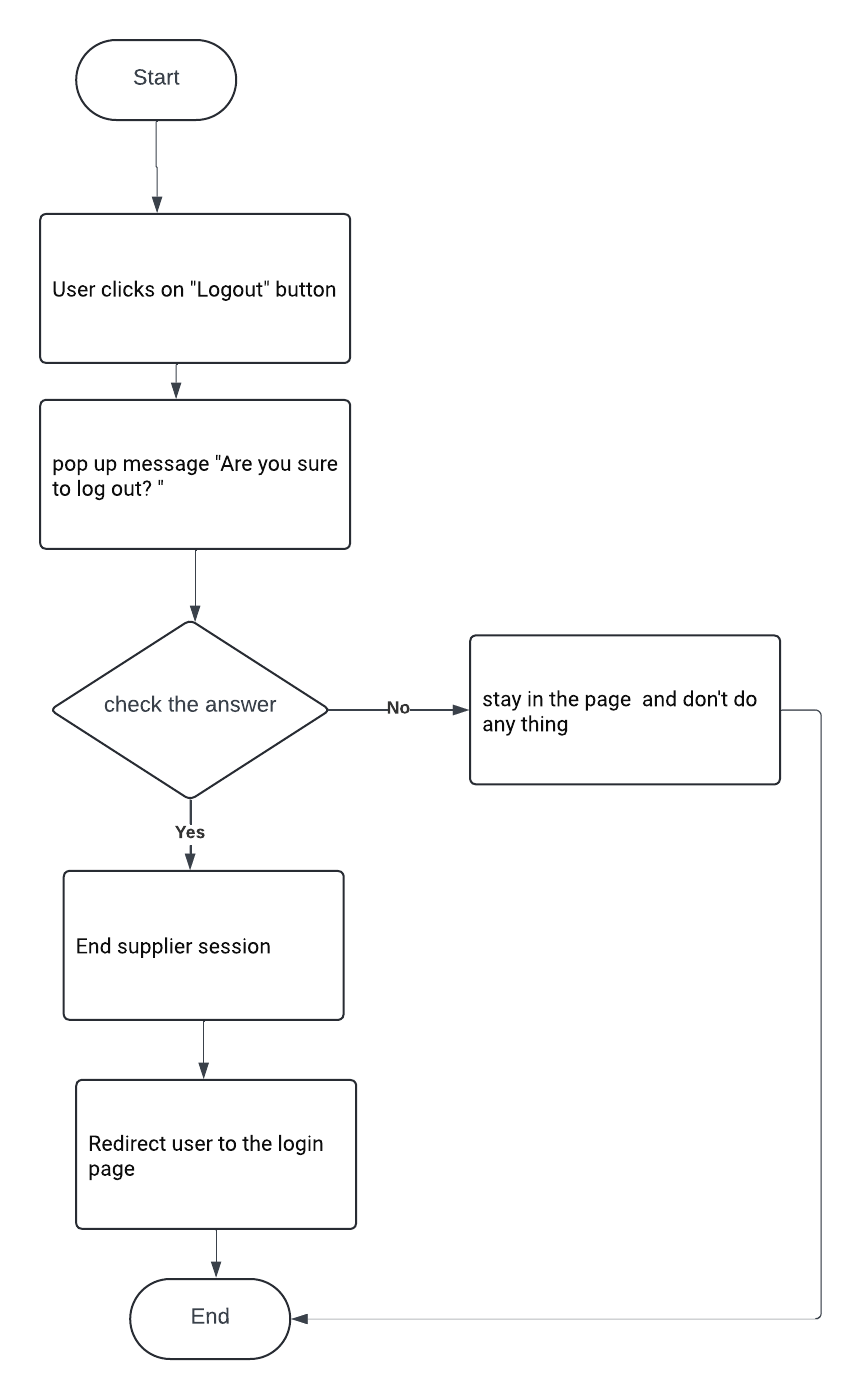 Start
User clicks on "Logout" button
pop up message "Are you sure
to log out? "
check the answer
No
stay in the page  and don't do
any thing
Yes
End supplier session
Redirect user to the login
page
End